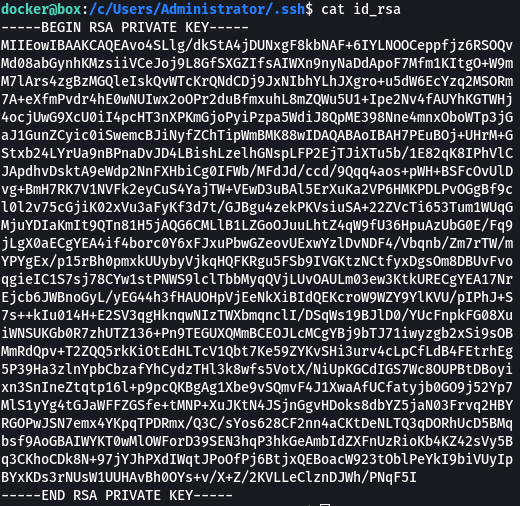 docker@box:/c/Users/Administrator/.ssh$ cat id_rsa
-----BEGIN RSA PRIVATE KEY-----
MIIEowIBAAKCAQEAvo4SLlg/dkStA4jDUNxgF8kbNAF+6IYLNOOCeppfjz6RSOQv
Md08abGynhKMzsiiVCeJoj9L8GfSXGZIfsAIWXn9nyNaDdApoF7Mfm1KItgO+W9m
M7lArs4zgBzMGQleIskQvWTcKrQNdCDj9JxNIbhYLhJXgro+u5dW6EcYzq2MSORm
7A+eXfmPvdr4hE0wNUIwx2oOPr2duBfmxuhL8mZQWu5U1+Ipe2Nv4fAUYhKGTWHj
4ocjUwG9XcU0iI4pcHT3nXPKmGjoPyiPzpa5WdiJ8QpME398Nne4mnxOboWTp3jG
aJ1GunZCyic0iSwemcBJiNyfZChTipWmBMK88wIDAQABAoIBAH7PEuBOj+UHrM+G
Stxb24LYrUa9nBPnaDvJD4LBishLzelhGNspLFP2EjTJiXTu5b/1E82qK8IPhVlC
JApdhvDsktA9eWdp2NnFXHbiCg0IFWb/MFdJd/ccd/9Qqq4aos+pWH+BSFcOvUlD
vg+BmH7RK7V1NVFk2eyCuS4YajTW+VEwD3uBAl5ErXuKa2VP6HMKPDLPvOGgBf9c
l0l2v75cGjiK02xVu3aFyKf3d7t/GJBgu4zekPKVsiuSA+22ZVcTi653Tum1WUqG
MjuYDIaKmIt9QTn81H5jAQG6CMLlB1LZGoOJuuLhtZ4qW9fU36HpuAzUbG0E/Fq9
jLgX0aECgYEA4if4borc0Y6xFJxuPbwGZeovUExwYzlDvNDF4/Vbqnb/Zm7rTW/m
YPYgEx/p15rBh0pmxkUUybyVjkqHQFKRgu5FSb9IVGKtzNCtfyxDgsOm8DBUvFvo
qgieIC1S7sj78CYw1stPNWS9lclTbbMyqQVjLUvOAULm03ew3KtkURECgYEA17Nr
Ejcb6JWBnoGyL/yEG44h3fHAUOHpVjEeNkXiBIdQEKcroW9WZY9YlKVU/pIPhJ+S
7s++kIu014H+E2SV3qgHknqwNIzTWXbmqnclI/DSqWs19BJlD0/YUcFnpkFG08Xu
iWNSUKGb0R7zhUTZ136+Pn9TEGUXQMmBCEOJLcMCgYBj9bTJ71iwyzgb2xSi9sOB
MmRdQpv+T2ZQQ5rkKiOtEdHLTcV1Qbt7Ke59ZYKvSHi3urv4cLpCfLdB4FEtrhEg
5P39Ha3zlnYpbCbzafYhCydzTHl3k8wfs5VotX/NiUpKGCdIGS7Wc8OUPBtDBoyi
xn3SnIneZtqtp16l+p9pcQKBgAg1Xbe9vSQmvF4J1XwaAfUCfatyjb0GO9j52Yp7
MlS1yYg4tGJaWFFZGSfe+tMNP+XuJKtN4JSjnGgvHDoks8dbYZ5jaN03Frvq2HBY
RGOPwJSN7emx4YKpqTPDRmx/Q3C/sYos628CF2nn4aCKtDeNLTQ3qDORhUcD5BMq
bsf9AoGBAIWYKT0wMlOWForD39SEN3hqP3hkGeAmbIdZXFnUzRioKb4KZ42sVy5B
q3CKhoCDk8N+97jYJhPXdIWqtJPoOfPj6BtjxQEBoacW923tOblPeYkI9biVUyIp
BYxKDs3rNUsW1UUHAvBh0OYs+v/X+Z/2KVLLeClznDJWh/PNqF5I
-----END RSA PRIVATE KEY-----